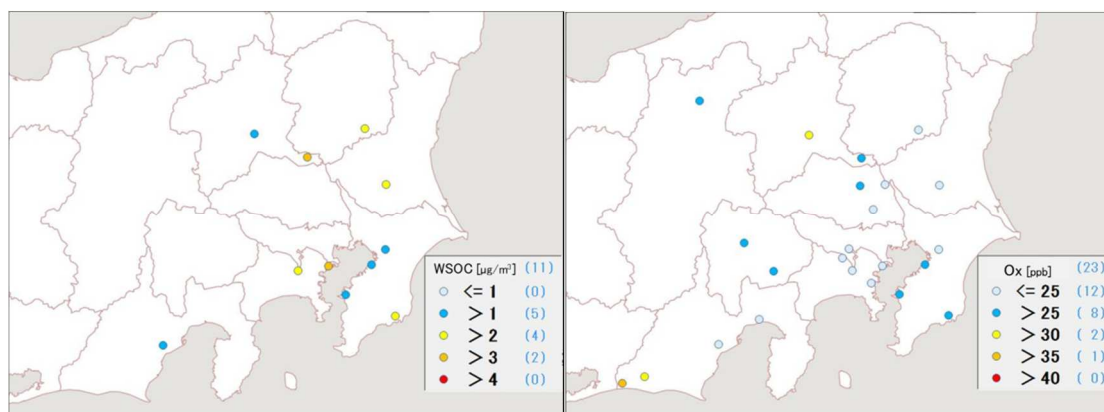 WSOC [μg/m³] (11)
<= 1 (0)
> 1 (5)
> 2 (4)
> 3 (2)
> 4 (0)
Ox [ppb] (23)
<= 25 (12)
> 25 ( 8)
> 30 ( 2)
> 35 ( 1)
> 40 ( 0)